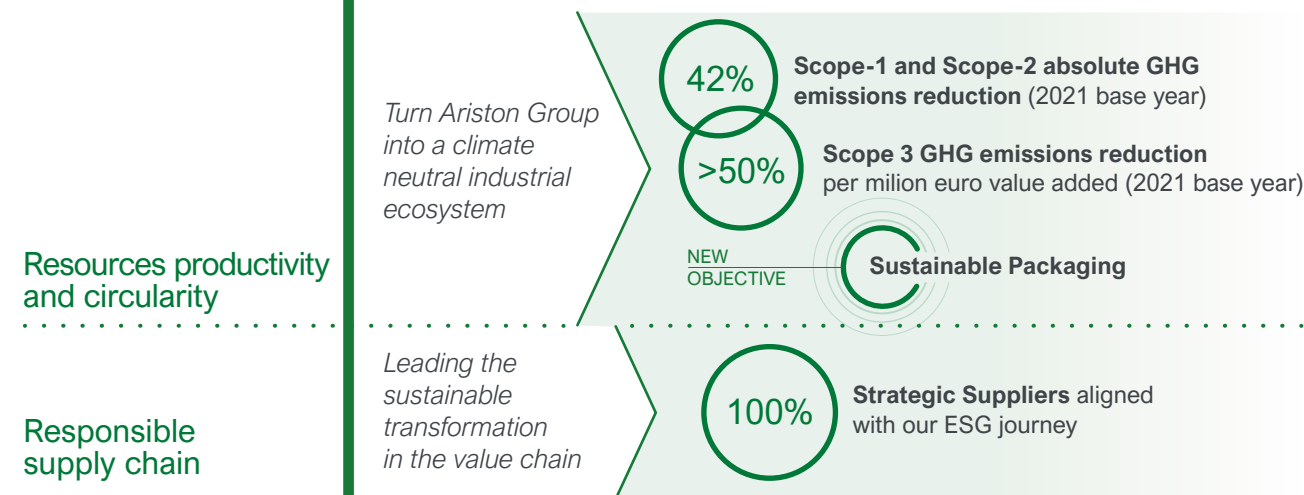 Resources productivity
and circularity
Turn Ariston Group
into a climate
neutral industrial
ecosystem
42%
Scope-1 and Scope-2 absolute GHG
emissions reduction (2021 base year)
>50%
Scope 3 GHG emissions reduction
per milion euro value added (2021 base year)
NEW
OBJECTIVE
Sustainable Packaging
Responsible
supply chain
Leading the
sustainable
transformation
in the value chain
100%
Strategic Suppliers aligned
with our ESG journey